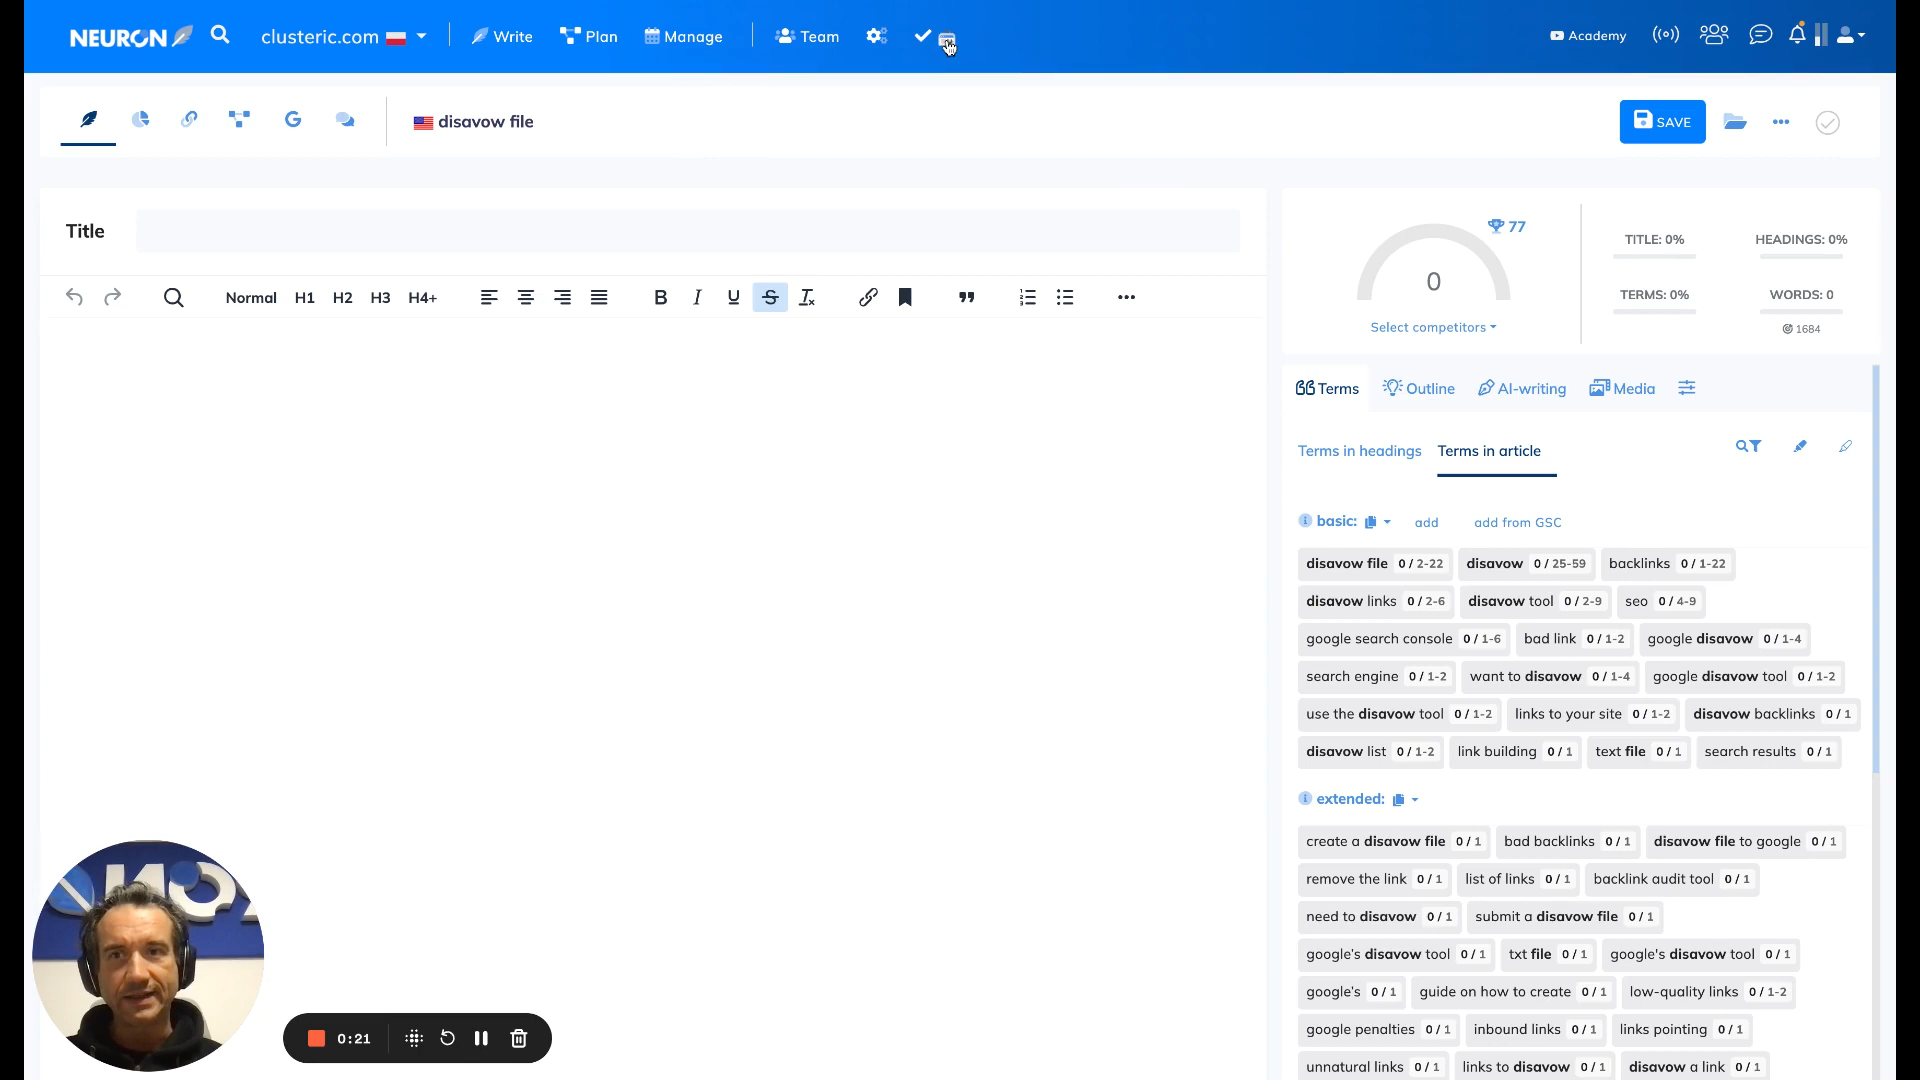 NEURON clusteric.com Write Plan Manage Team Academy
disavow file SAVE
Title
Normal H1 H2 H3 H4+ B I U S
77
0
Select competitors
TITLE: 0% HEADINGS: 0%
TERMS: 0% WORDS: 0
1684
Terms Outline AI-writing Media
Terms in headings Terms in article
basic: add add from GSC
disavow file 0 / 2-22 disavow 0 / 25-59 backlinks 0 / 1-22
disavow links 0 / 2-6 disavow tool 0 / 2-9 seo 0 / 4-9
google search console 0 / 1-6 bad link 0 / 1-2 google disavow 0 / 1-4
search engine 0 / 1-2 want to disavow 0 / 1-4 google disavow tool 0 / 1-2
use the disavow tool 0 / 1-2 links to your site 0 / 1-2 disavow backlinks 0 / 1
disavow list 0 / 1-2 link building 0 / 1 text file 0 / 1 search results 0 / 1
extended:
create a disavow file 0 / 1 bad backlinks 0 / 1 disavow file to google 0 / 1
remove the link 0 / 1 list of links 0 / 1 backlink audit tool 0 / 1
need to disavow 0 / 1 submit a disavow file 0 / 1
google’s disavow tool 0 / 1 txt file 0 / 1 google's disavow tool 0 / 1
google's 0 / 1 guide on how to create 0 / 1 low-quality links 0 / 1-2
google penalties 0 / 1 inbound links 0 / 1 links pointing 0 / 1
unnatural links 0 / 1 links to disavow 0 / 1 disavow a link 0 / 1
0:21